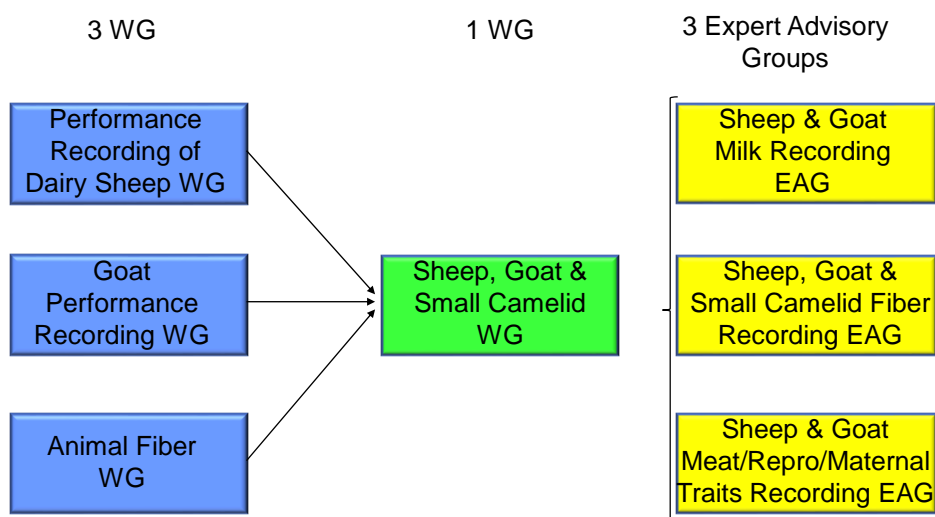 3 WG
1 WG
3 Expert Advisory
Groups
Performance
Recording of
Dairy Sheep WG
Goat
Performance
Recording WG
Animal Fiber
WG
Sheep, Goat &
Small Camelid
WG
Sheep & Goat
Milk Recording
EAG
Sheep, Goat &
Small Camelid Fiber
Recording EAG
Sheep & Goat
Meat/Repro/Maternal
Traits Recording EAG